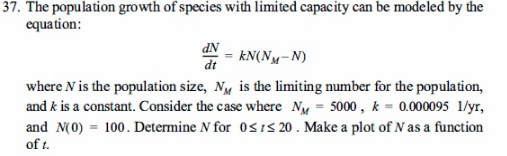 37. The population growth of species with limited capacity can be modeled by the
equation:
dN/dt = kN(N_M – N)
where N is the population size, N_M is the limiting number for the population,
and k is a constant. Consider the case where N_M = 5000 , k = 0.000095 1/yr,
and N(0) = 100. Determine N for 0 ≤ t ≤ 20 . Make a plot of N as a function
of t.